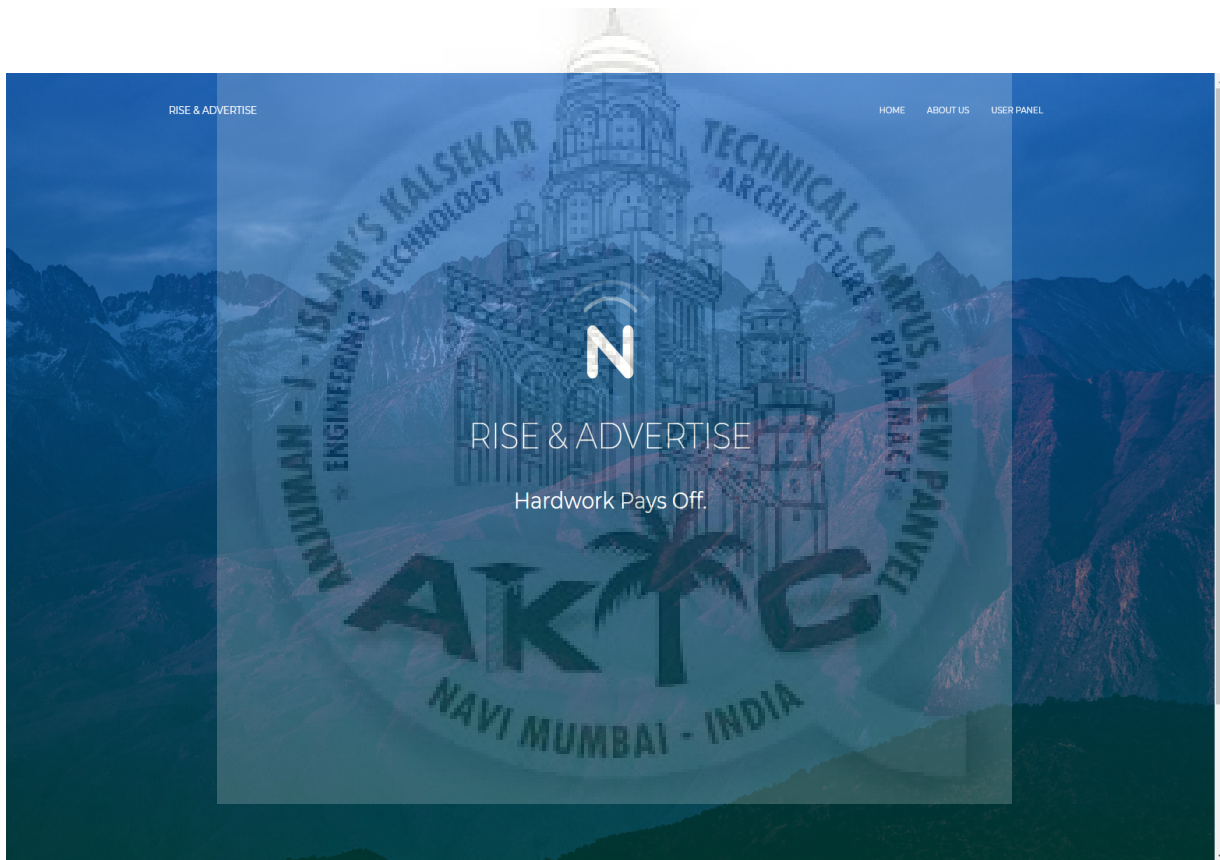 RISE & ADVERTISE
HOME ABOUT US USER PANEL
ANJUMAN - I - ISLAM'S KALSEKAR TECHNICAL CAMPUS, NEW PANVEL
ENGINEERING & TECHNOLOGY * ARCHITECTURE * PHARMACY
N
RISE & ADVERTISE
Hardwork Pays Off.
AKTC
NAVI MUMBAI - INDIA